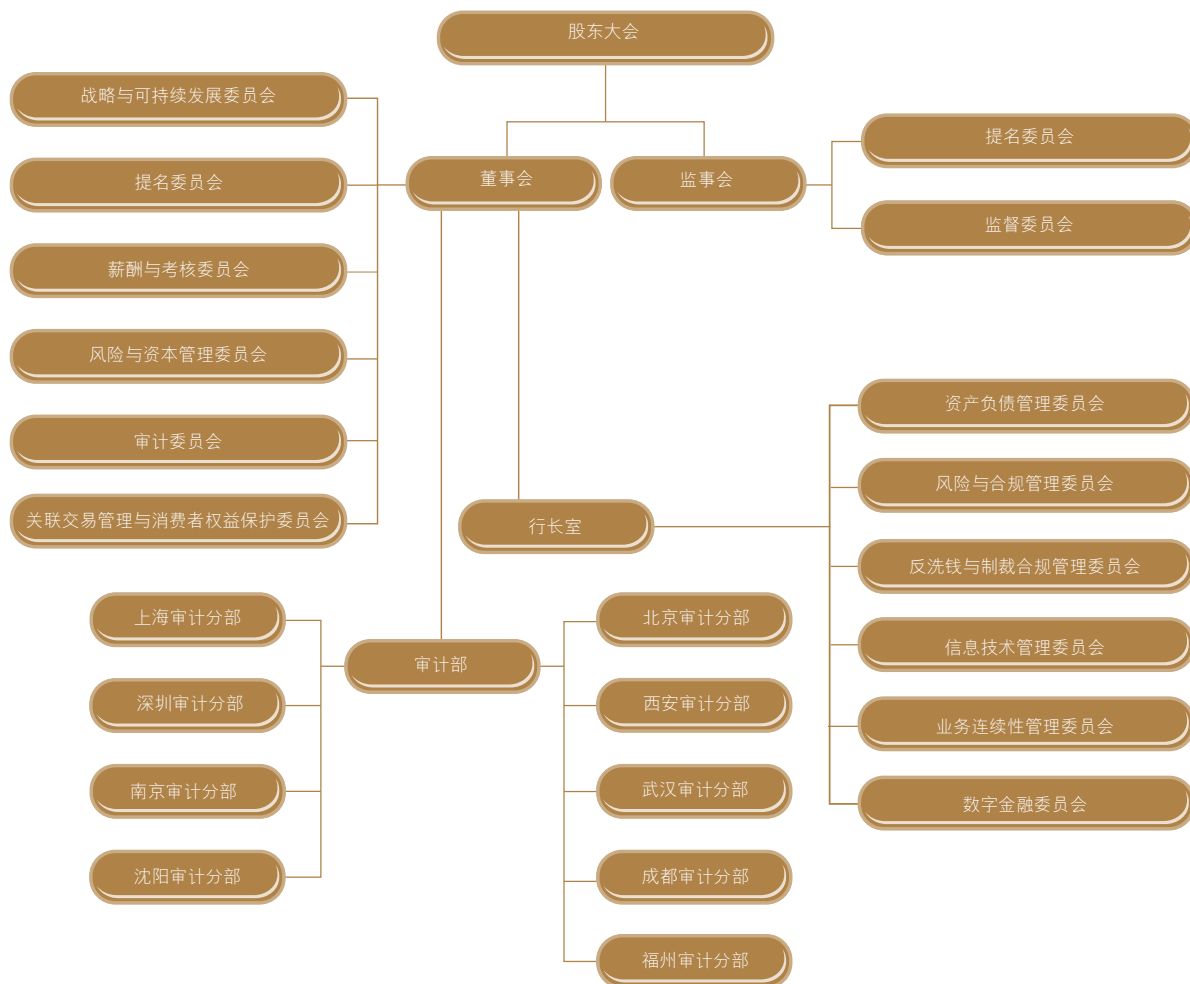 股东大会
战略与可持续发展委员会
提名委员会
薪酬与考核委员会
风险与资本管理委员会
审计委员会
关联交易管理与消费者权益保护委员会
董事会
监事会
提名委员会
监督委员会
行长室
资产负债管理委员会
风险与合规管理委员会
反洗钱与制裁合规管理委员会
信息技术管理委员会
业务连续性管理委员会
数字金融委员会
审计部
上海审计分部
深圳审计分部
南京审计分部
沈阳审计分部
北京审计分部
西安审计分部
武汉审计分部
成都审计分部
福州审计分部